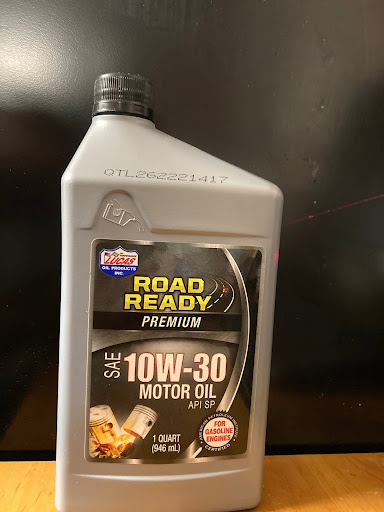 QTL262221417
LUCAS
OIL PRODUCTS
INC.
ROAD
READY
PREMIUM
SAE 10W-30
MOTOR OIL
API SP
1 QUART
(946 mL)
FOR
GASOLINE
ENGINES
CERTIFIED